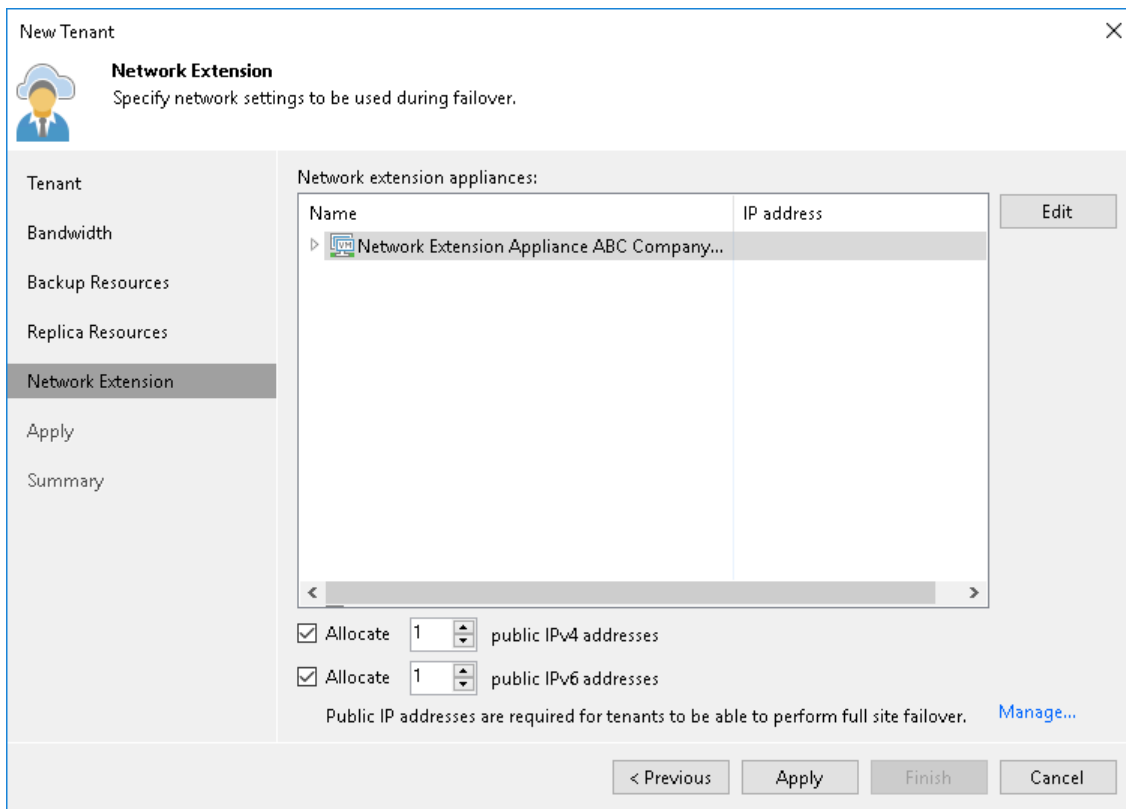 New Tenant
Network Extension
Specify network settings to be used during failover.
Tenant
Bandwidth
Backup Resources
Replica Resources
Network Extension
Apply
Summary
Network extension appliances:
Name IP address
VM Network Extension Appliance ABC Company...
Edit
Allocate 1 public IPv4 addresses
Allocate 1 public IPv6 addresses
Public IP addresses are required for tenants to be able to perform full site failover. Manage...
< Previous Apply Finish Cancel